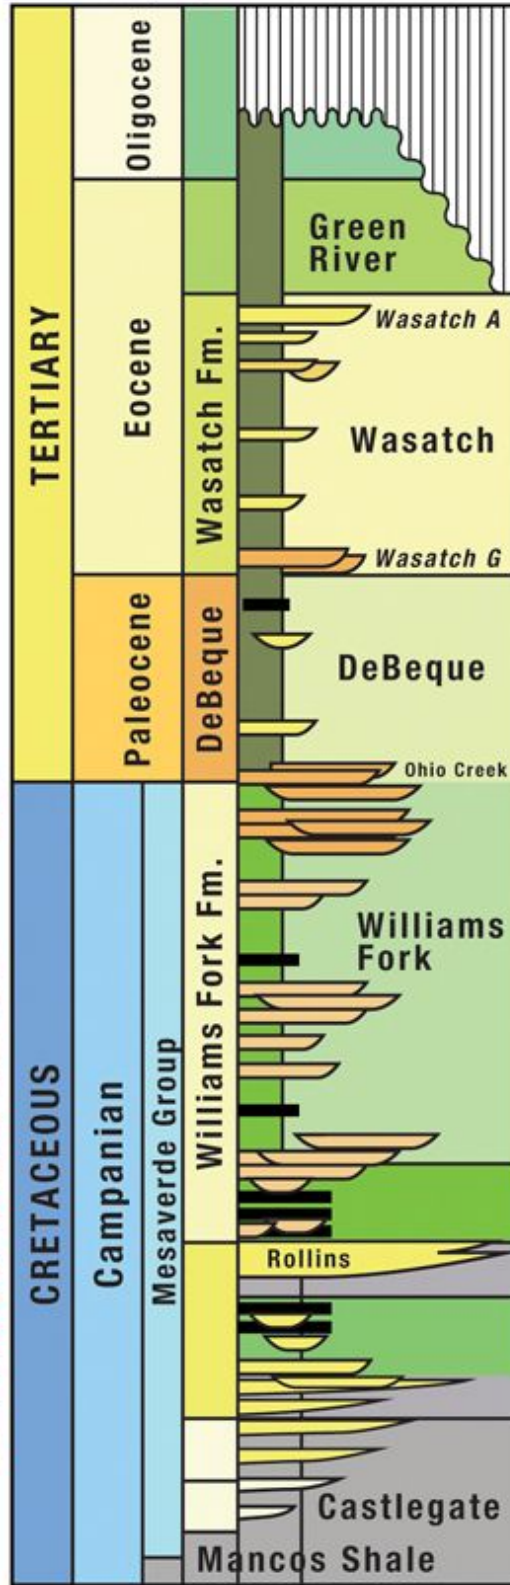 TERTIARY
Oligocene
Eocene
Paleocene
Wasatch Fm.
DeBeque
Green
River
Wasatch A
Wasatch
Wasatch G
DeBeque
Ohio Creek
CRETACEOUS
Campanian
Mesaverde Group
Williams Fork Fm.
Williams
Fork
Rollins
Castlegate
Mancos Shale